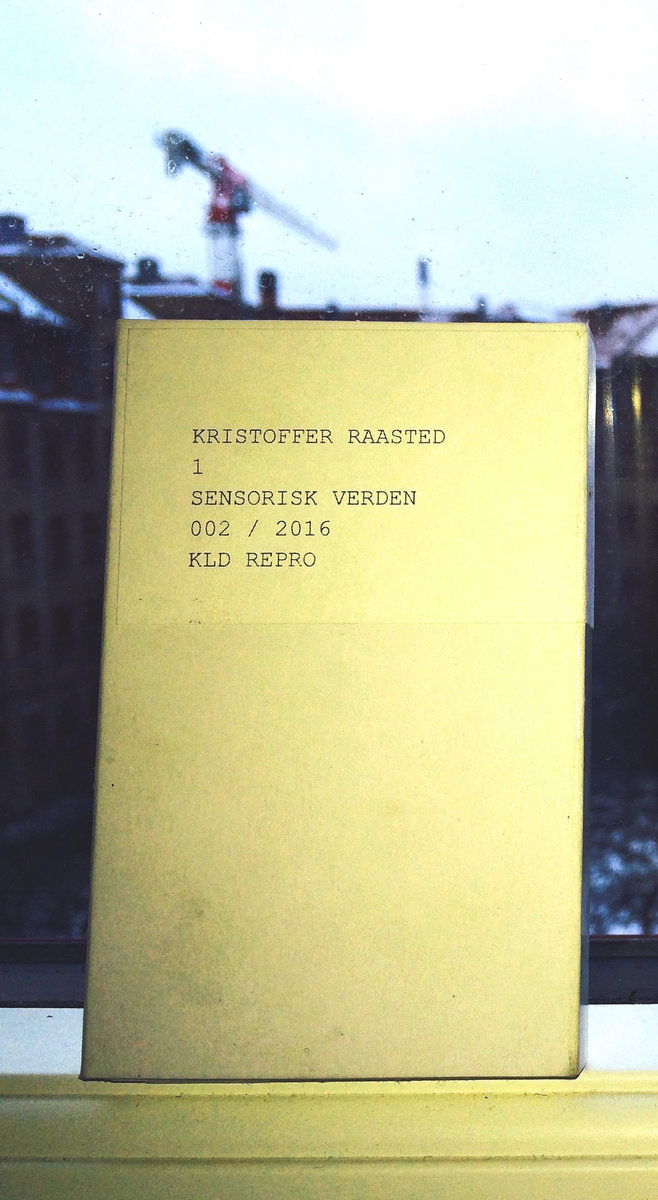 KRISTOFFER RAASTED
1
SENSORISK VERDEN
002 / 2016
KLD REPRO